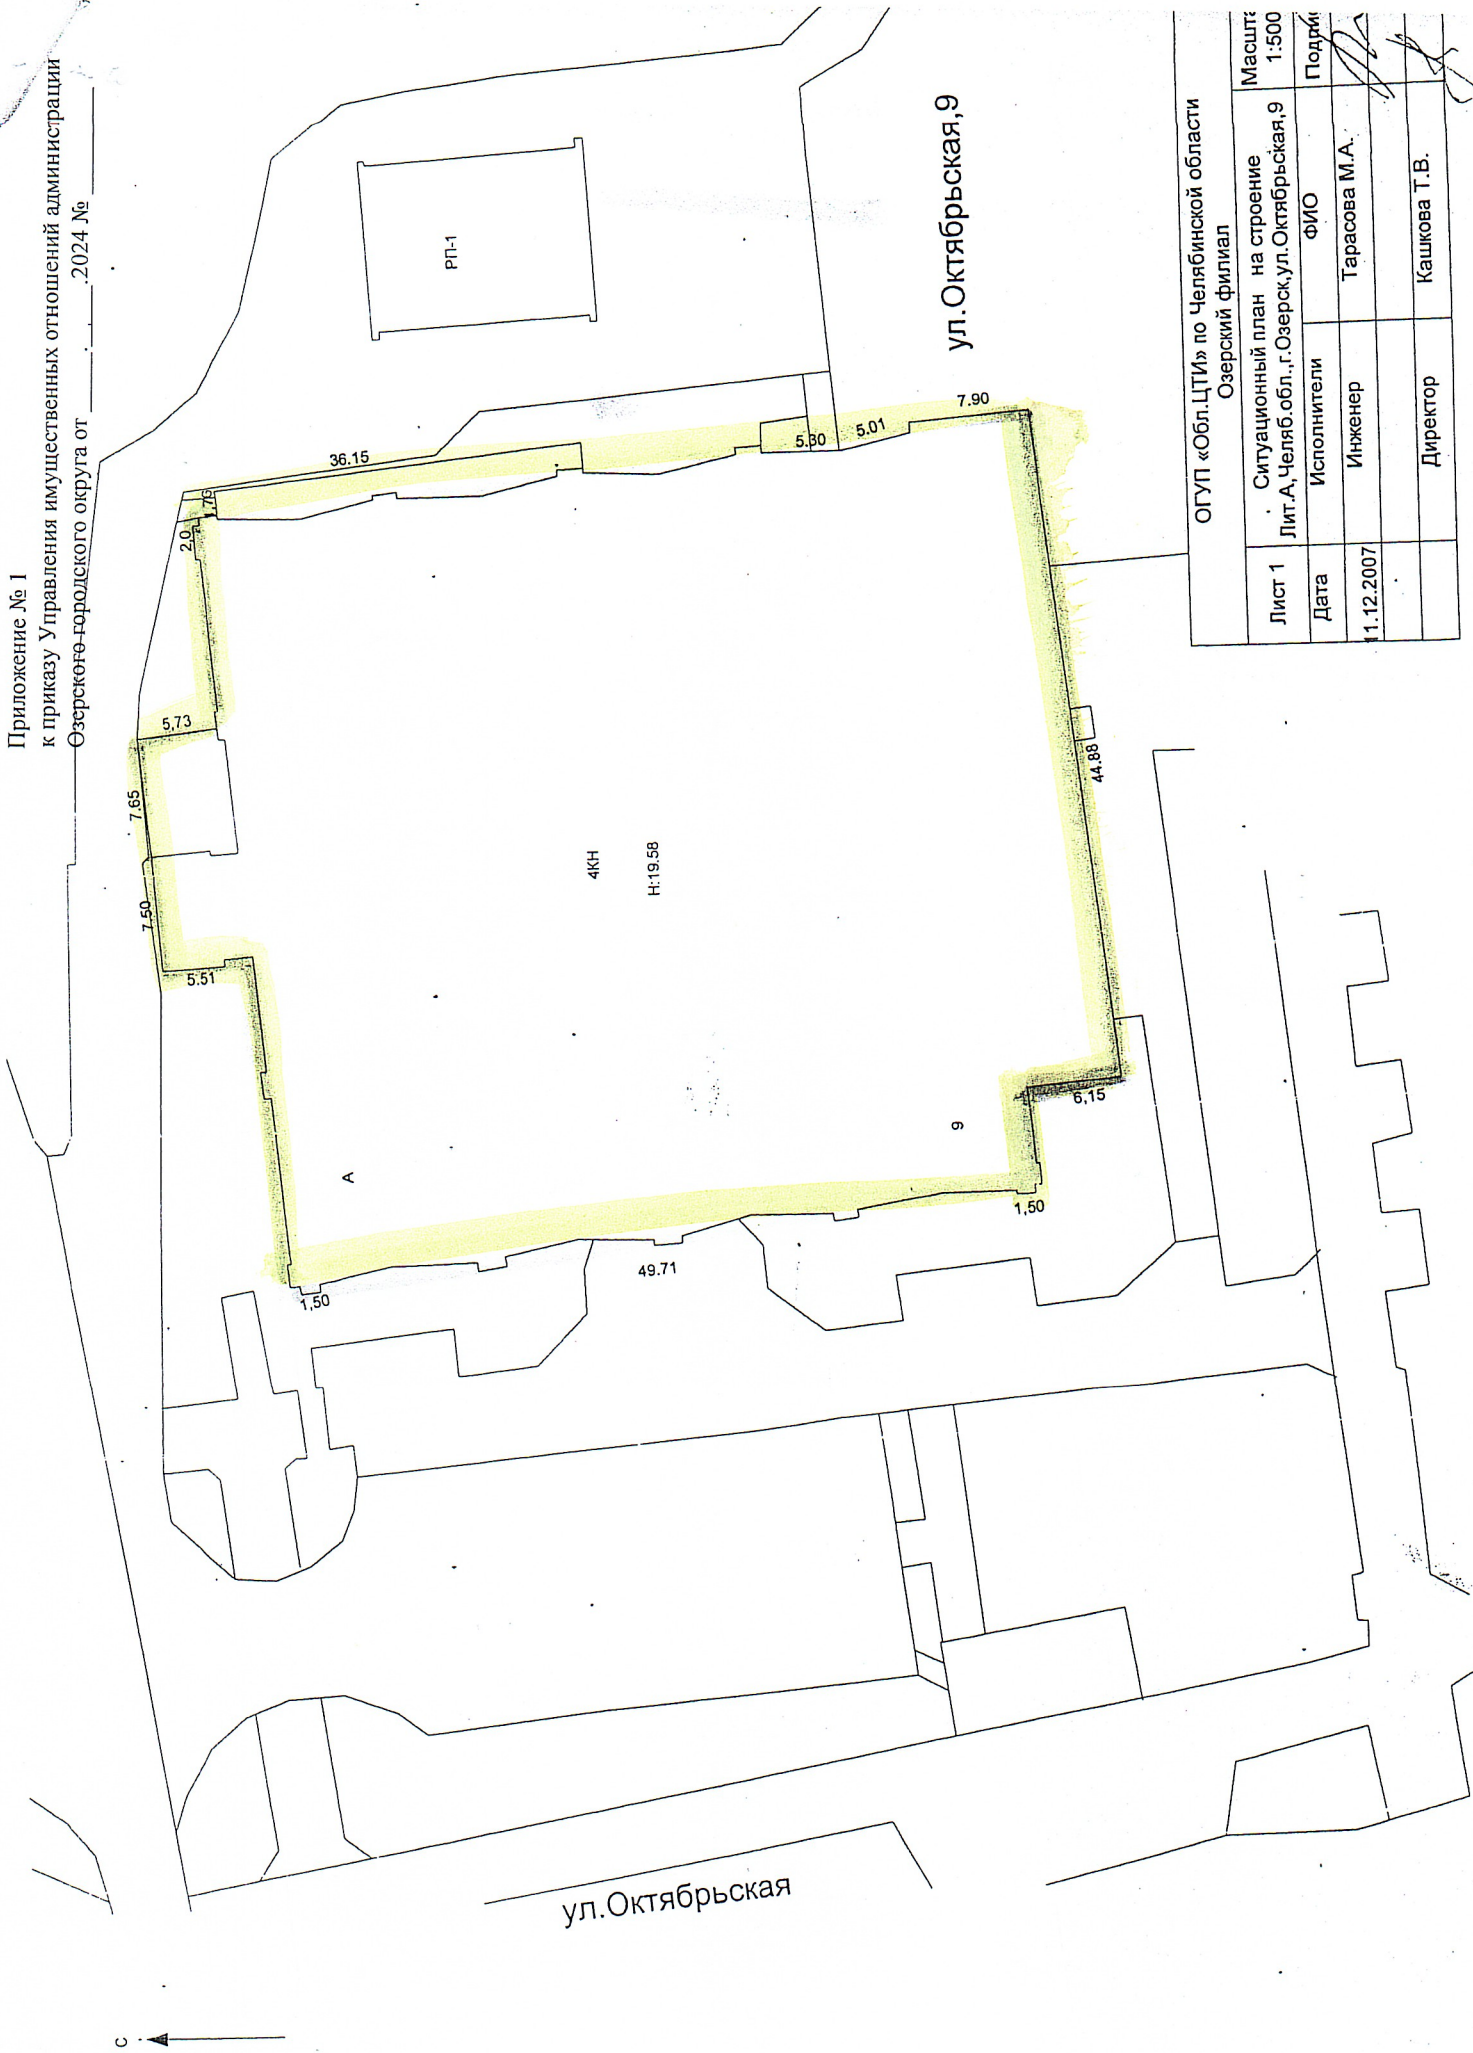 Приложение № 1
к приказу Управления имущественных отношений администрации
Озерского городского округа от ______.____.2024 № ________
РП-1
ул.Октябрьская,9
36.15
1.76
2,0
5,73
7.65
7.50
5.51
5.30
5.01
7.90
4КН
Н:19.58
44.88
А
9
6,15
1,50
1,50
49.71
ул.Октябрьская
С
ОГУП «Обл.ЦТИ» по Челябинской области
Озерский филиал
Лист 1
Ситуационный план на строение
Лит.А,Челяб.обл.,г.Озерск,ул.Октябрьская,9
1:500
Дата
Исполнители
ФИО
11.12.2007
Инженер
Тарасова М.А.
Директор
Кашкова Т.В.